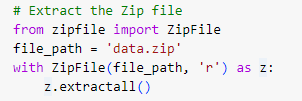 # Extract the Zip file
from zipfile import ZipFile
file_path = 'data.zip'
with ZipFile(file_path, 'r') as z:
    z.extractall()